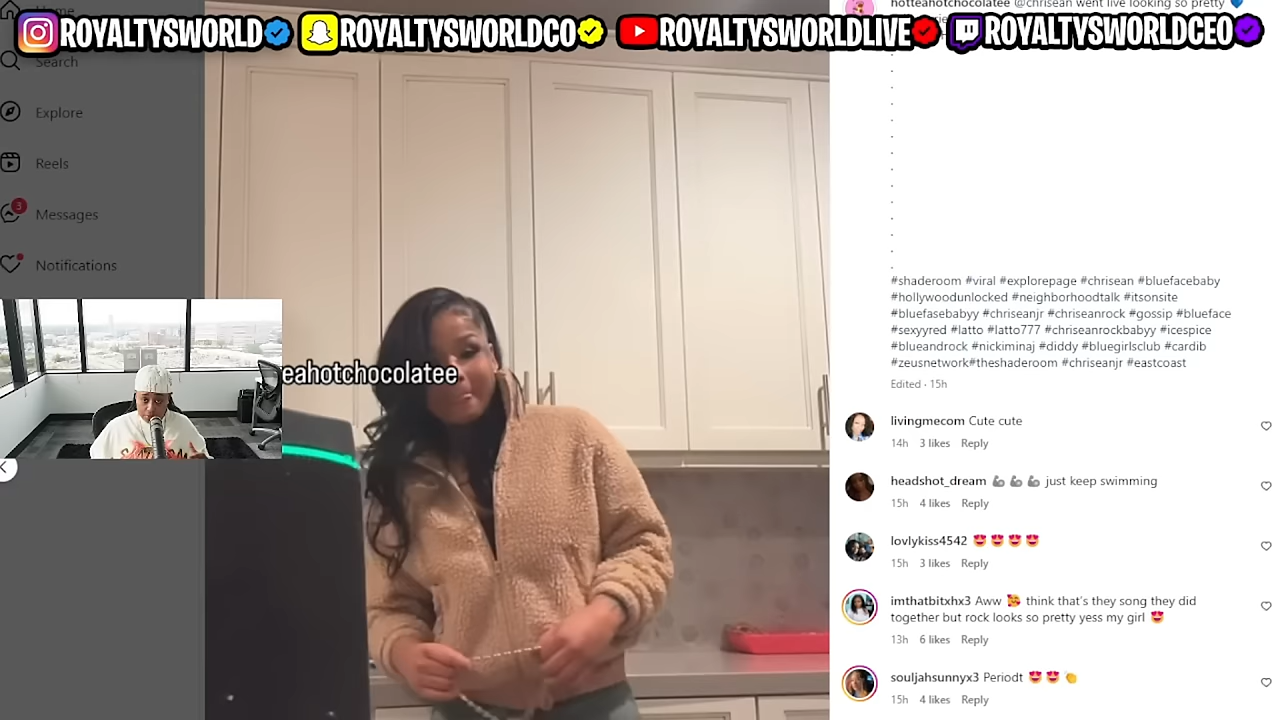 Home
hotteahotchocolatee @chrisean went live looking so pretty 💙
ROYALTYSWORLD ROYALTYSWORLDCO ROYALTYSWORLDLIVE ROYALTYSWORLDCEO
Search
Explore
Reels
3
Messages
Notifications
eahotchocolatee
.
.
.
.
.
.
.
.
.
.
.
.
.
#shaderoom #viral #explorepage #chrisean #bluefacebaby
#hollywoodunlocked #neighborhoodtalk #itsonsite
#bluefasebabyy #chriseanjr #chriseanrock #gossip #blueface
#sexyyred #latto #latto777 #chriseanrockbabyy #icespice
#blueandrock #nickiminaj #diddy #bluegirlsclub #cardib
#zeusnetwork#theshaderoom #chriseanjr #eastcoast
Edited · 15h
livingmecom Cute cute
14h 3 likes Reply
headshot_dream 🦾 🦾 🦾 just keep swimming
15h 4 likes Reply
lovlykiss4542 😍 😍 😍 😍
15h 3 likes Reply
imthatbitxhx3 Aww 🥰 think that's they song they did
together but rock looks so pretty yess my girl 😍
13h 6 likes Reply
souljahsunnyx3 Periodt 😍 😍 👏
15h 4 likes Reply